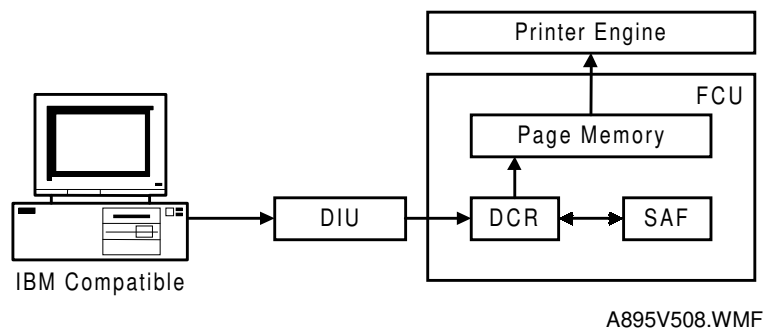 Printer Engine
FCU
Page Memory
DIU
DCR
SAF
IBM Compatible
A895V508.WMF